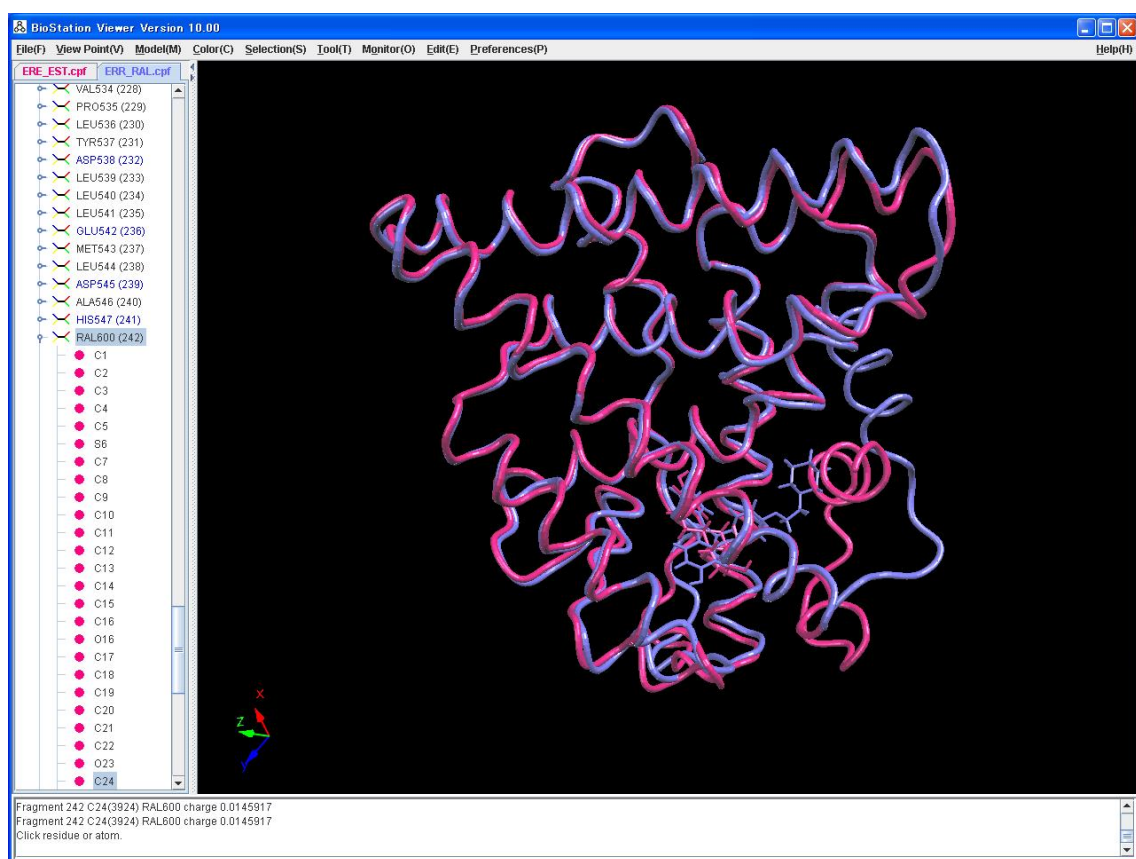 BioStation Viewer Version 10.00
File(F) View Point(V) Model(M) Color(C) Selection(S) Tool(T) Monitor(O) Edit(E) Preferences(P) Help(H)
ERE_EST.cpf ERR_RAL.cpf
VAL534 (228)
PRO535 (229)
LEU536 (230)
TYR537 (231)
ASP538 (232)
LEU539 (233)
LEU540 (234)
LEU541 (235)
GLU542 (236)
MET543 (237)
LEU544 (238)
ASP545 (239)
ALA546 (240)
HIS547 (241)
RAL600 (242)
C1
C2
C3
C4
C5
S6
C7
C8
C9
C10
C11
C12
C13
C14
C15
C16
O16
C17
C18
C19
C20
C21
C22
O23
C24
X
Z
Y
Fragment 242 C24(3924) RAL600 charge 0.0145917
Fragment 242 C24(3924) RAL600 charge 0.0145917
Click residue or atom.